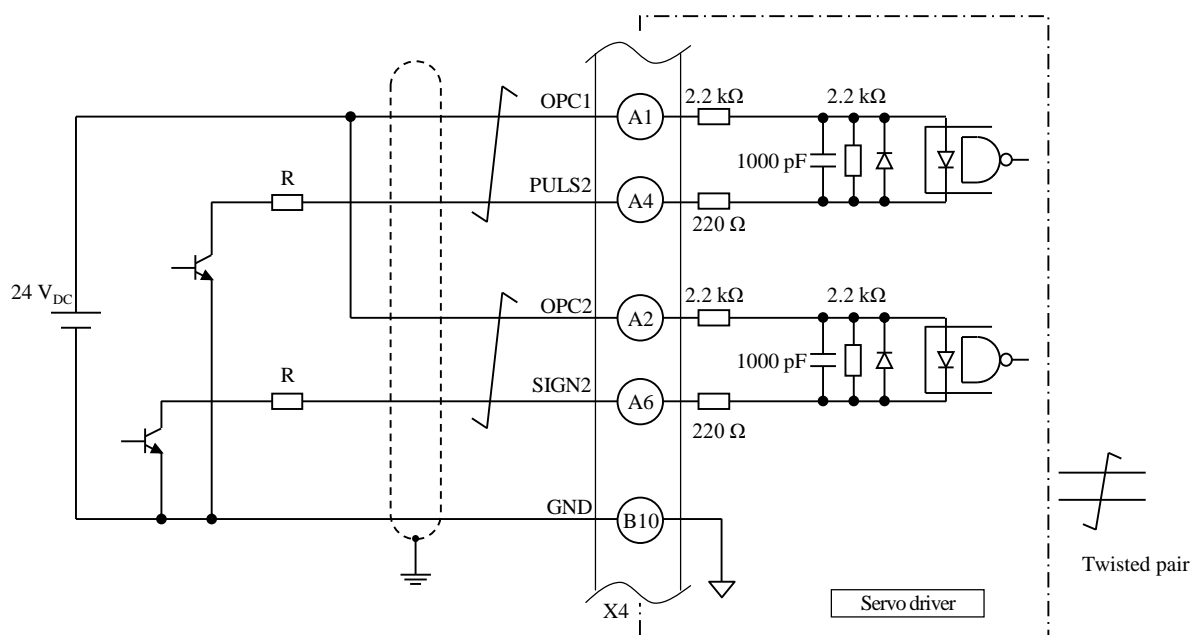 OPC1
A1
2.2 kΩ
2.2 kΩ
1000 pF
R
PULS2
A4
220 Ω
24 VDC
OPC2
A2
2.2 kΩ
2.2 kΩ
1000 pF
R
SIGN2
A6
220 Ω
GND
B10
X4
Servo driver
Twisted pair